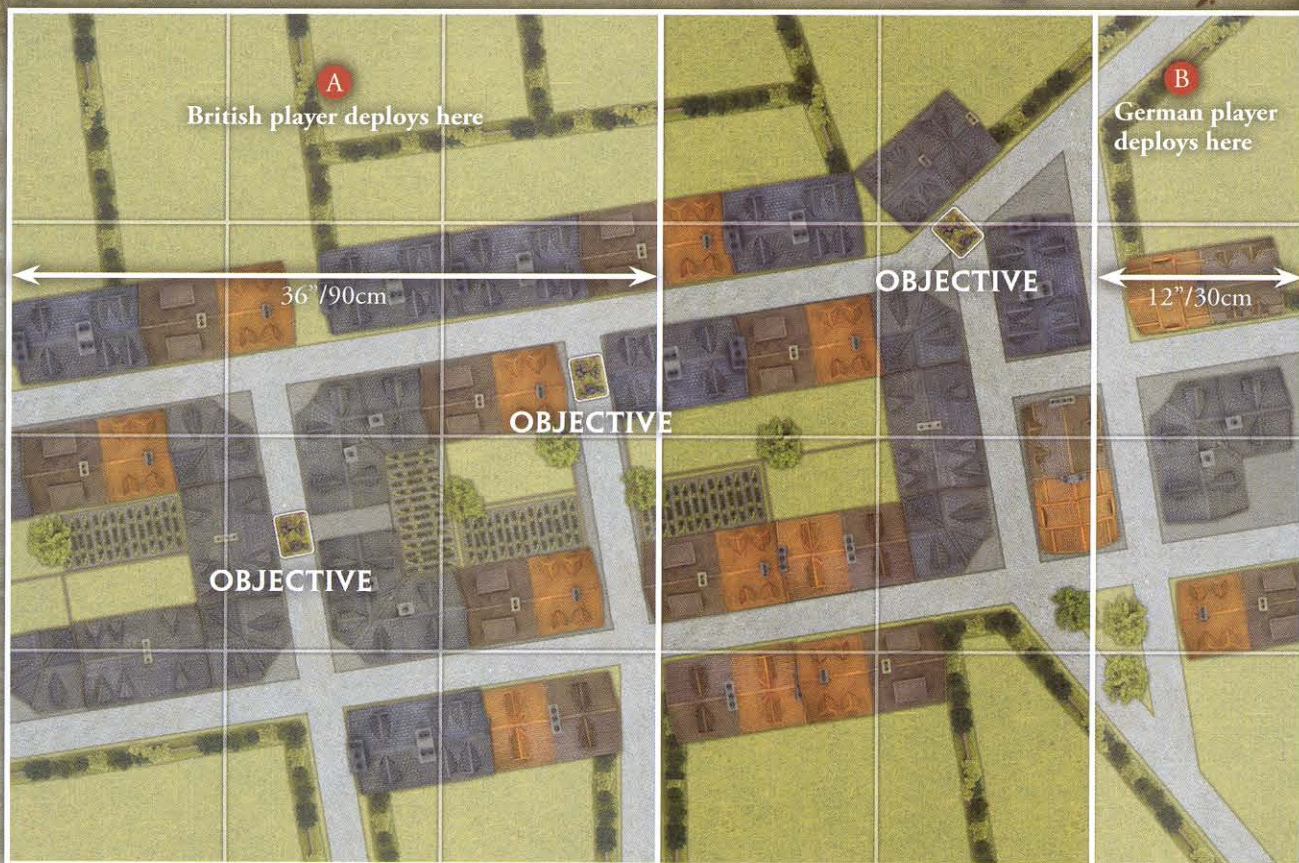 A
British player deploys here
B
German player
deploys here
36”/90cm
OBJECTIVE
12”/30cm
OBJECTIVE
OBJECTIVE